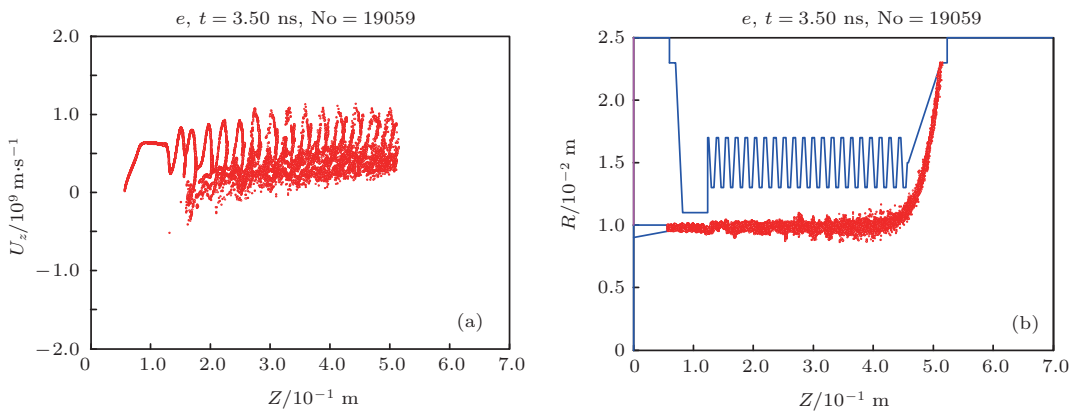 e, t = 3.50 ns, No = 19059
2.0
1.0
0
−1.0
−2.0
U_z/10⁹ m·s⁻¹
(a)
0 1.0 2.0 3.0 4.0 5.0 7.0
Z/10⁻¹ m
e, t = 3.50 ns, No = 19059
2.5
2.0
1.5
1.0
0.5
0
R/10⁻² m
(b)
0.0 1.0 2.0 3.0 4.0 5.0 6.0 7.0
Z/10⁻¹ m